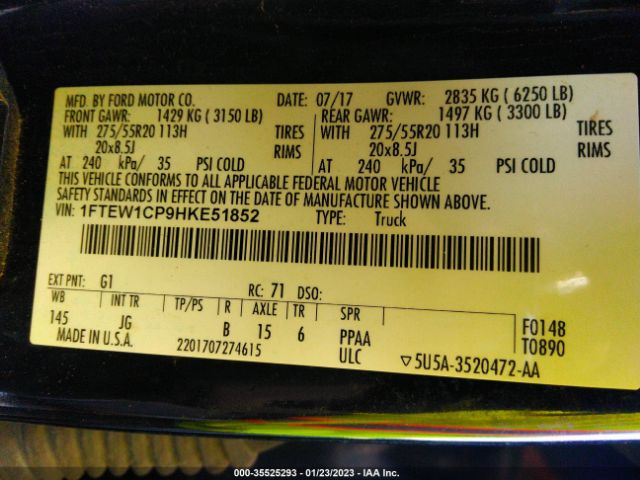 MFD. BY FORD MOTOR CO. DATE: 07/17 GVWR: 2835 KG ( 6250 LB)
FRONT GAWR: 1429 KG ( 3150 LB) REAR GAWR: 1497 KG ( 3300 LB)
WITH 275/55R20 113H TIRES WITH 275/55R20 113H TIRES
20x8.5J RIMS 20x8.5J RIMS
AT 240 kPa/ 35 PSI COLD AT 240 kPa/ 35 PSI COLD
THIS VEHICLE CONFORMS TO ALL APPLICABLE FEDERAL MOTOR VEHICLE
SAFETY STANDARDS IN EFFECT ON THE DATE OF MANUFACTURE SHOWN ABOVE.
VIN: 1FTEW1CP9HKE51852 TYPE: Truck
EXT PNT: G1 RC: 71 DSO:
WB INT TR TP/PS R AXLE TR SPR
145 JG B 15 6 PPAA F0148
MADE IN U.S.A. 2201707274615 ULC T0890
▽5U5A-3520472-AA
000-35525293 - 01/23/2023 - IAA Inc.